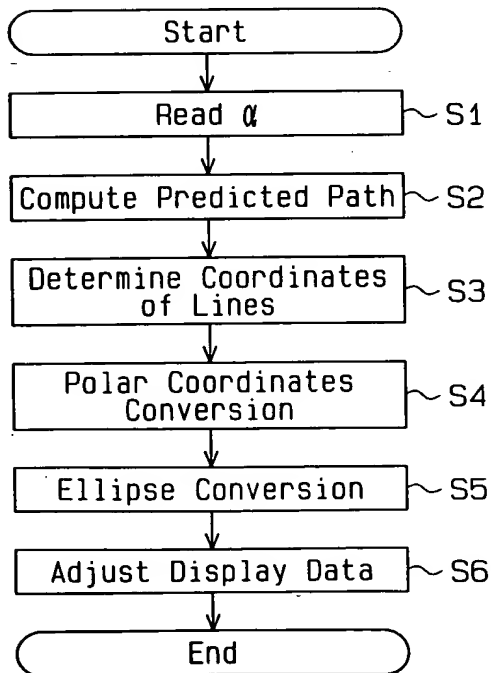 Start
Read α S1
Compute Predicted Path S2
Determine Coordinates
of Lines S3
Polar Coordinates
Conversion S4
Ellipse Conversion S5
Adjust Display Data S6
End